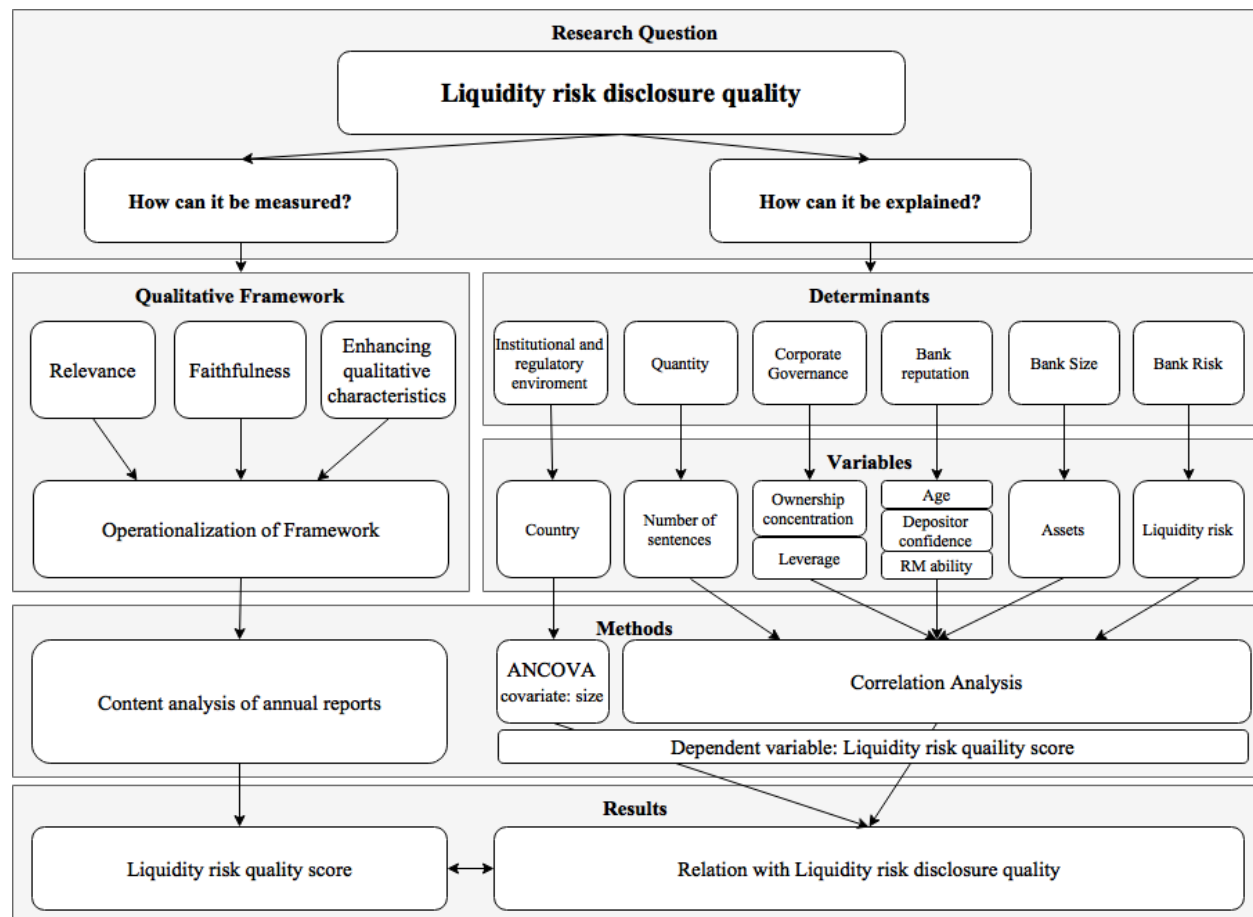 Research Question
Liquidity risk disclosure quality
How can it be measured?
How can it be explained?
Qualitative Framework
Relevance
Faithfulness
Enhancing
qualitative
characteristics
Operationalization of Framework
Determinants
Institutional and
regulatory
enviroment
Quantity
Corporate
Governance
Bank
reputation
Bank Size
Bank Risk
Variables
Country
Number of
sentences
Ownership
concentration
Leverage
Age
Depositor
confidence
RM ability
Assets
Liquidity risk
Methods
Content analysis of annual reports
ANCOVA
covariate: size
Correlation Analysis
Dependent variable: Liquidity risk quaility score
Results
Liquidity risk quality score
Relation with Liquidity risk disclosure quality